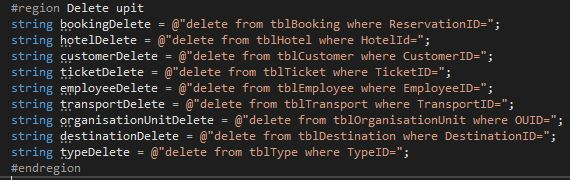 #region Delete upit
string bookingDelete = @"delete from tblBooking where ReservationID=";
string hotelDelete = @"delete from tblHotel where HotelId=";
string customerDelete = @"delete from tblCustomer where CustomerID=";
string ticketDelete = @"delete from tblTicket where TicketID=";
string employeeDelete = @"delete from tblEmployee where EmployeeID=";
string transportDelete = @"delete from tblTransport where TransportID=";
string organisationUnitDelete = @"delete from tblOrganisationUnit where OUID=";
string destinationDelete = @"delete from tblDestination where DestinationID=";
string typeDelete = @"delete from tblType where TypeID=";
#endregion